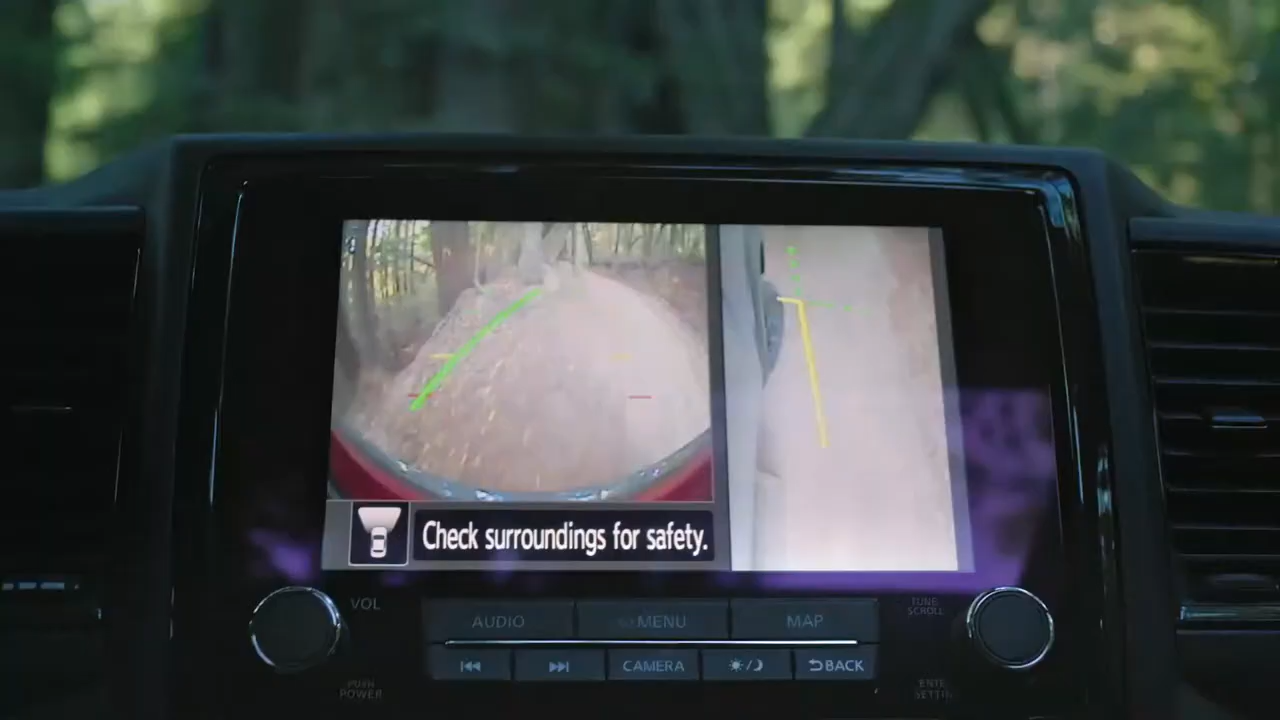 Check surroundings for safety.
VOL
AUDIO
MENU
MAP
TUNE
SCROLL
CAMERA
BACK
PUSH
POWER